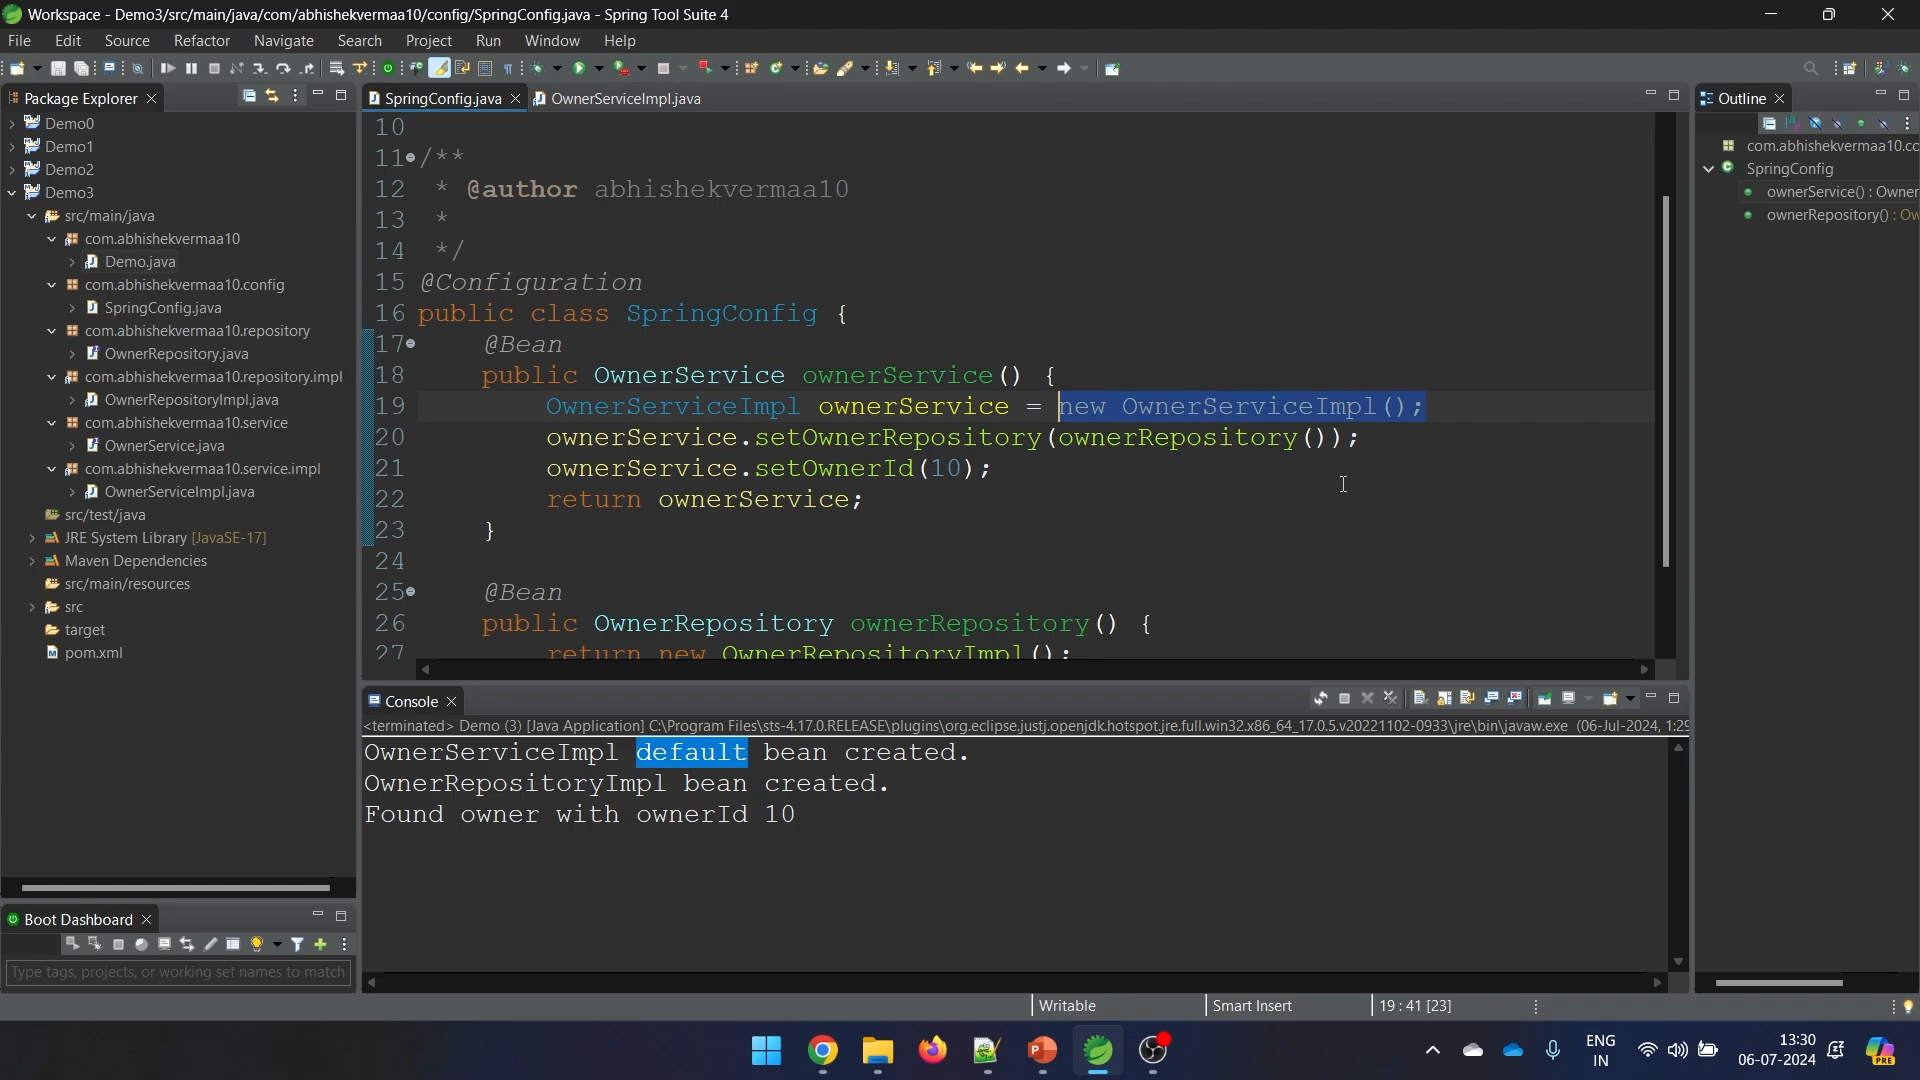 Workspace - Demo3/src/main/java/com/abhishekvermaa10/config/SpringConfig.java - Spring Tool Suite 4
File Edit Source Refactor Navigate Search Project Run Window Help
Package Explorer
Demo0
Demo1
Demo2
Demo3
src/main/java
com.abhishekvermaa10
Demo.java
com.abhishekvermaa10.config
SpringConfig.java
com.abhishekvermaa10.repository
OwnerRepository.java
com.abhishekvermaa10.repository.impl
OwnerRepositoryImpl.java
com.abhishekvermaa10.service
OwnerService.java
com.abhishekvermaa10.service.impl
OwnerServiceImpl.java
src/test/java
JRE System Library [JavaSE-17]
Maven Dependencies
src/main/resources
src
target
pom.xml
Boot Dashboard
Type tags, projects, or working set names to match
SpringConfig.java OwnerServiceImpl.java
10
11 /**
12 * @author abhishekvermaa10
13 *
14 */
15 @Configuration
16 public class SpringConfig {
17 @Bean
18 public OwnerService ownerService() {
19 OwnerServiceImpl ownerService = new OwnerServiceImpl();
20 ownerService.setOwnerRepository(ownerRepository());
21 ownerService.setOwnerId(10);
22 return ownerService;
23 }
24
25 @Bean
26 public OwnerRepository ownerRepository() {
27 return new OwnerRepositoryImpl();
Console
<terminated> Demo (3) [Java Application] C:\Program Files\sts-4.17.0.RELEASE\plugins\org.eclipse.justj.openjdk.hotspot.jre.full.win32.x86_64_17.0.5.v20221102-0933\jre\bin\javaw.exe (06-Jul-2024, 1:29
OwnerServiceImpl default bean created.
OwnerRepositoryImpl bean created.
Found owner with ownerId 10
Outline
com.abhishekvermaa10.co
SpringConfig
ownerService() : Owner
ownerRepository() : Ow
Writable Smart Insert 19 : 41 [23]
ENG
IN
13:30
06-07-2024
PRE